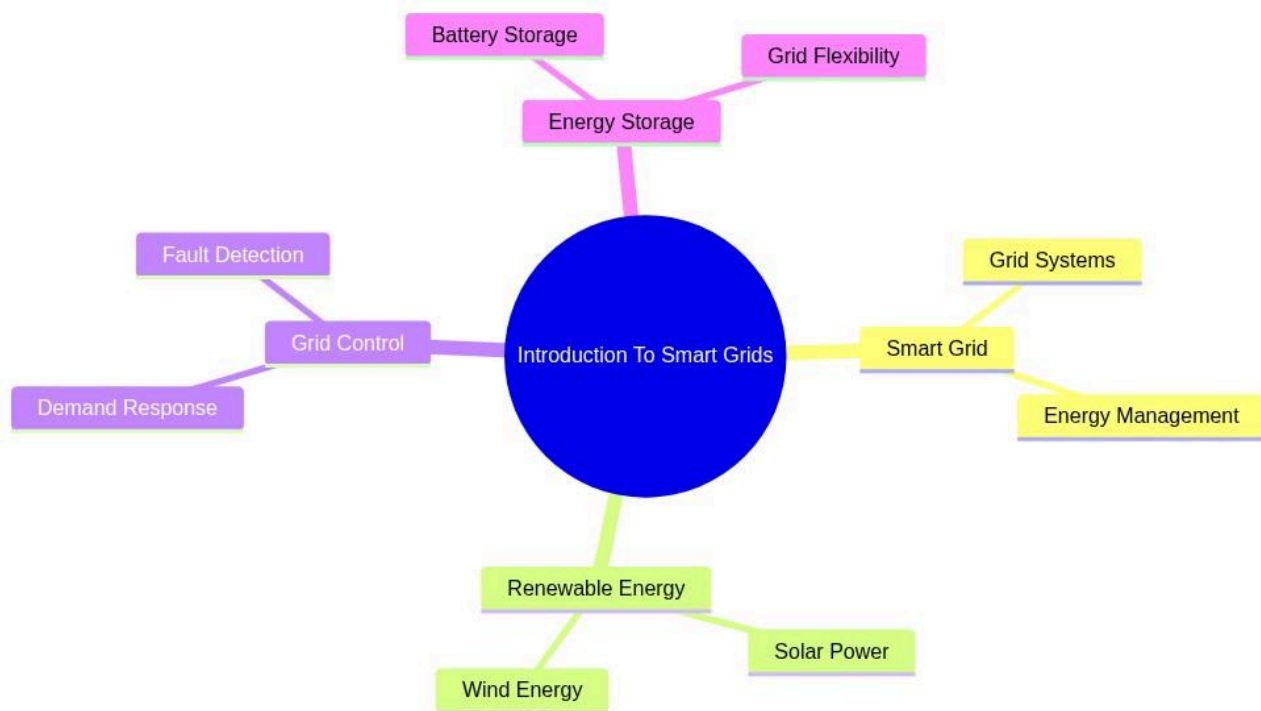 Battery Storage
Grid Flexibility
Energy Storage
Fault Detection
Grid Systems
Grid Control
Introduction To Smart Grids
Smart Grid
Demand Response
Energy Management
Renewable Energy
Solar Power
Wind Energy